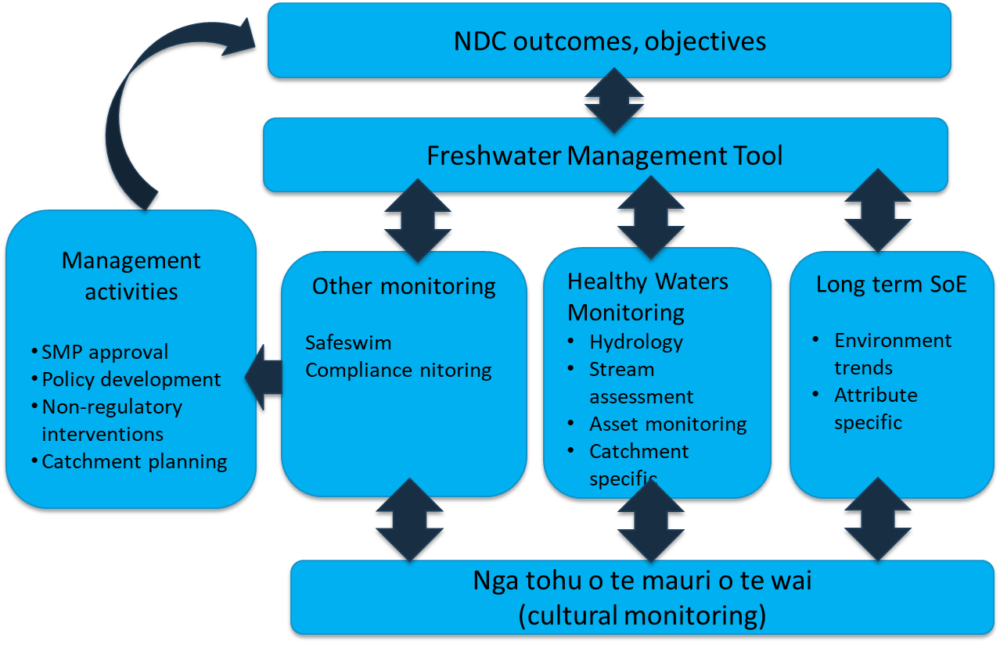 NDC outcomes, objectives
Freshwater Management Tool
Management
activities
• SMP approval
• Policy development
• Non-regulatory
interventions
• Catchment planning
Other monitoring
Safeswim
Compliance nitoring
Healthy Waters
Monitoring
• Hydrology
• Stream
assessment
• Asset monitoring
• Catchment
specific
Long term SoE
• Environment
trends
• Attribute
specific
Nga tohu o te mauri o te wai
(cultural monitoring)